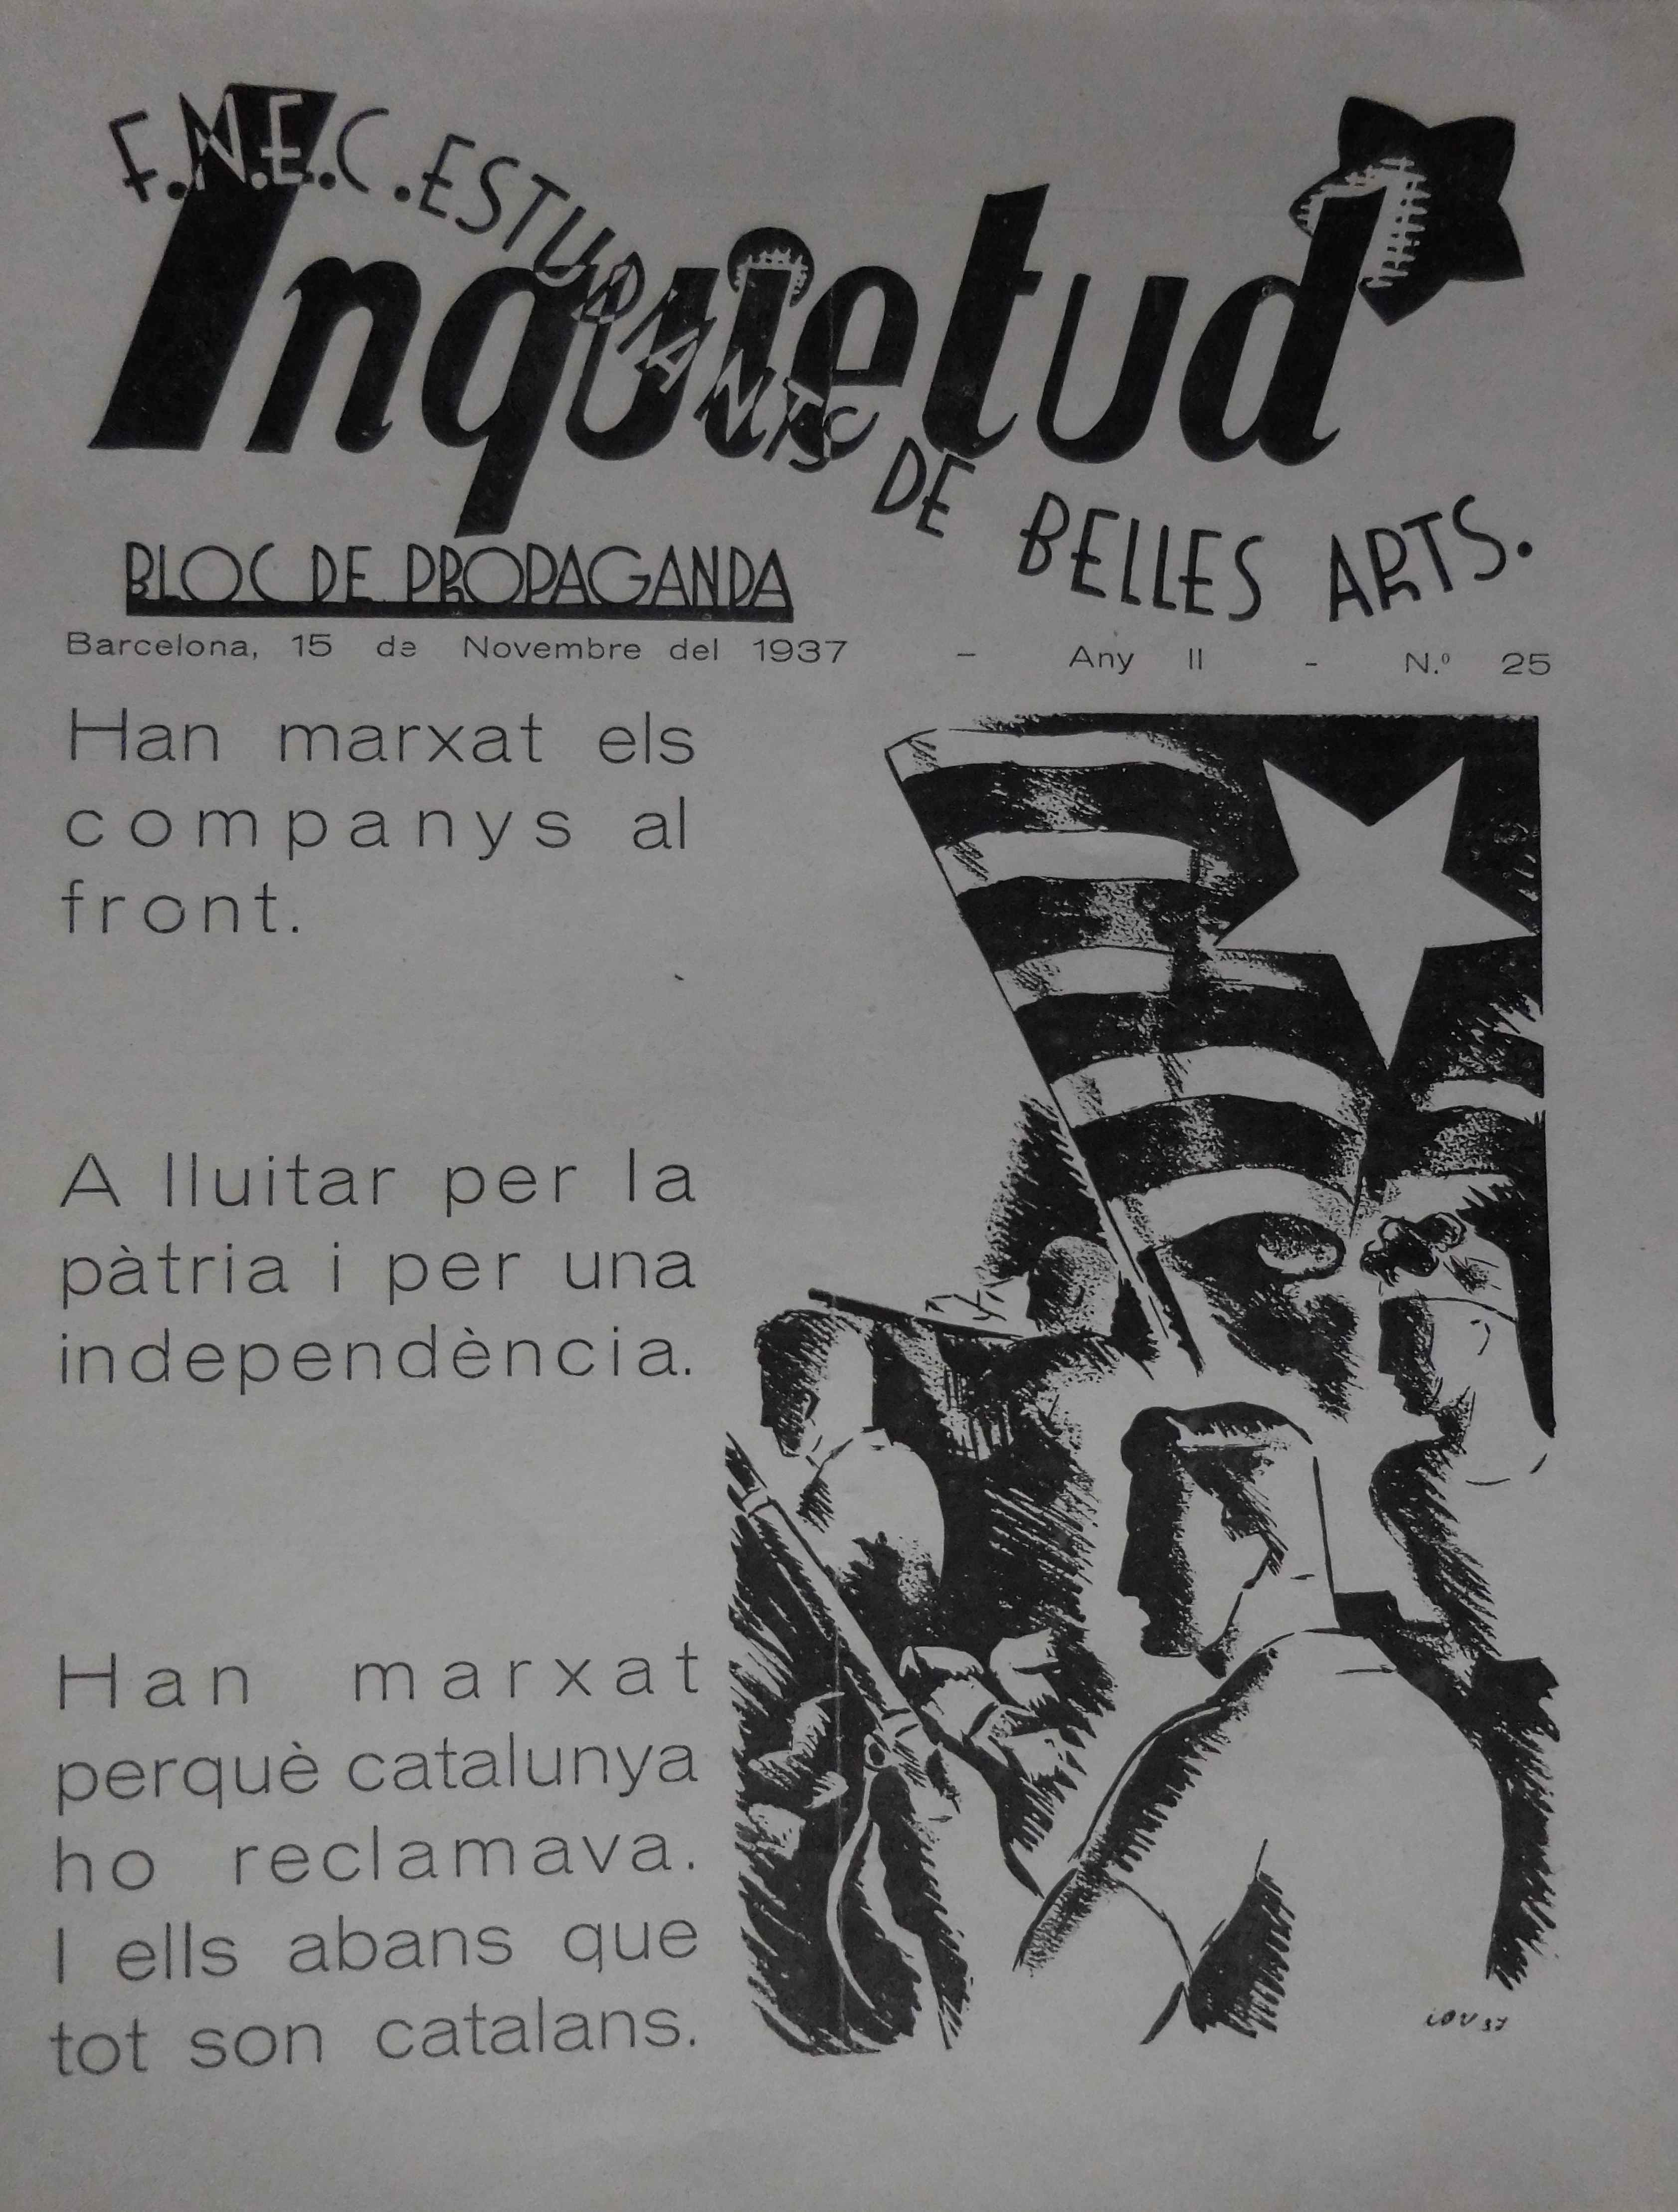 F.N.E.C. ESTUDIANTS DE BELLES ARTS.
Inquietud
BLOC DE PROPAGANDA
Barcelona, 15 de Novembre del 1937 - Any II - N.º 25
Han marxat els
companys al
front.
A lluitar per la
pàtria i per una
independència.
Han marxat
perquè catalunya
ho reclamava.
I ells abans que
tot son catalans.